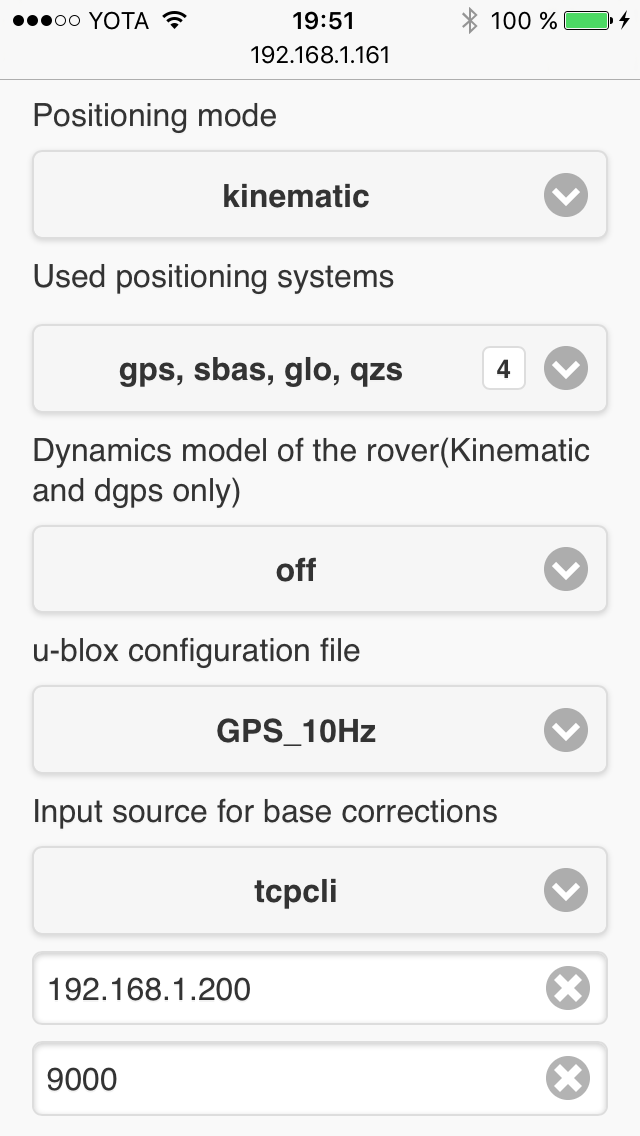 YOTA 19:51 100 %
192.168.1.161
Positioning mode
kinematic
Used positioning systems
gps, sbas, glo, qzs 4
Dynamics model of the rover(Kinematic
and dgps only)
off
u-blox configuration file
GPS_10Hz
Input source for base corrections
tcpcli
192.168.1.200
9000